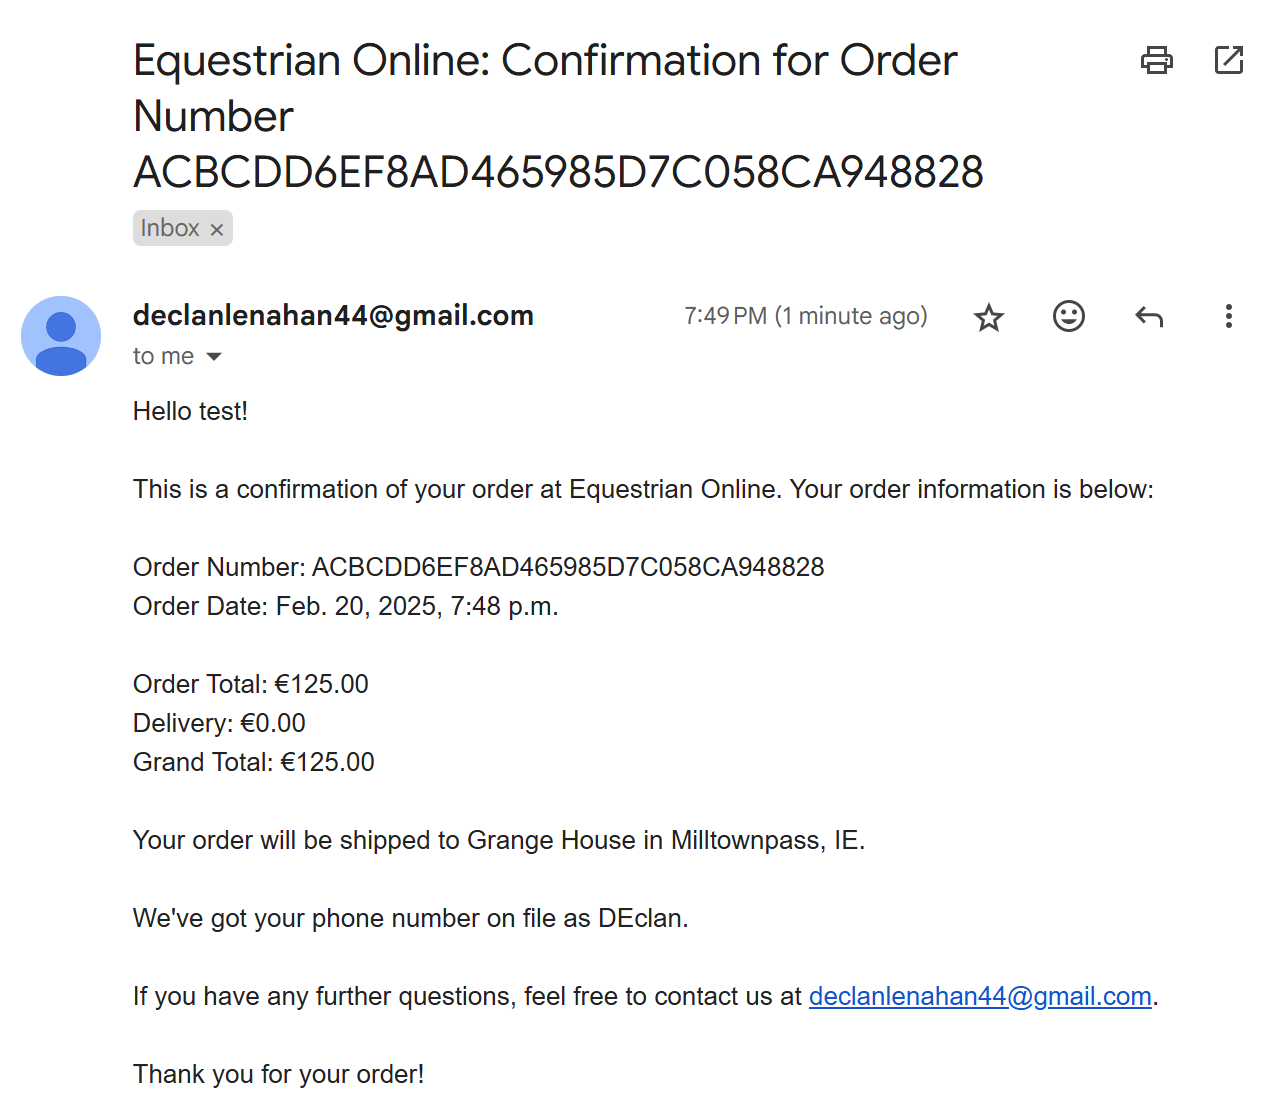 Equestrian Online: Confirmation for Order
Number
ACBCDD6EF8AD465985D7C058CA948828
Inbox ×
declanlenahan44@gmail.com 7:49 PM (1 minute ago)
to me
Hello test!
This is a confirmation of your order at Equestrian Online. Your order information is below:
Order Number: ACBCDD6EF8AD465985D7C058CA948828
Order Date: Feb. 20, 2025, 7:48 p.m.
Order Total: €125.00
Delivery: €0.00
Grand Total: €125.00
Your order will be shipped to Grange House in Milltownpass, IE.
We've got your phone number on file as DEclan.
If you have any further questions, feel free to contact us at declanlenahan44@gmail.com.
Thank you for your order!